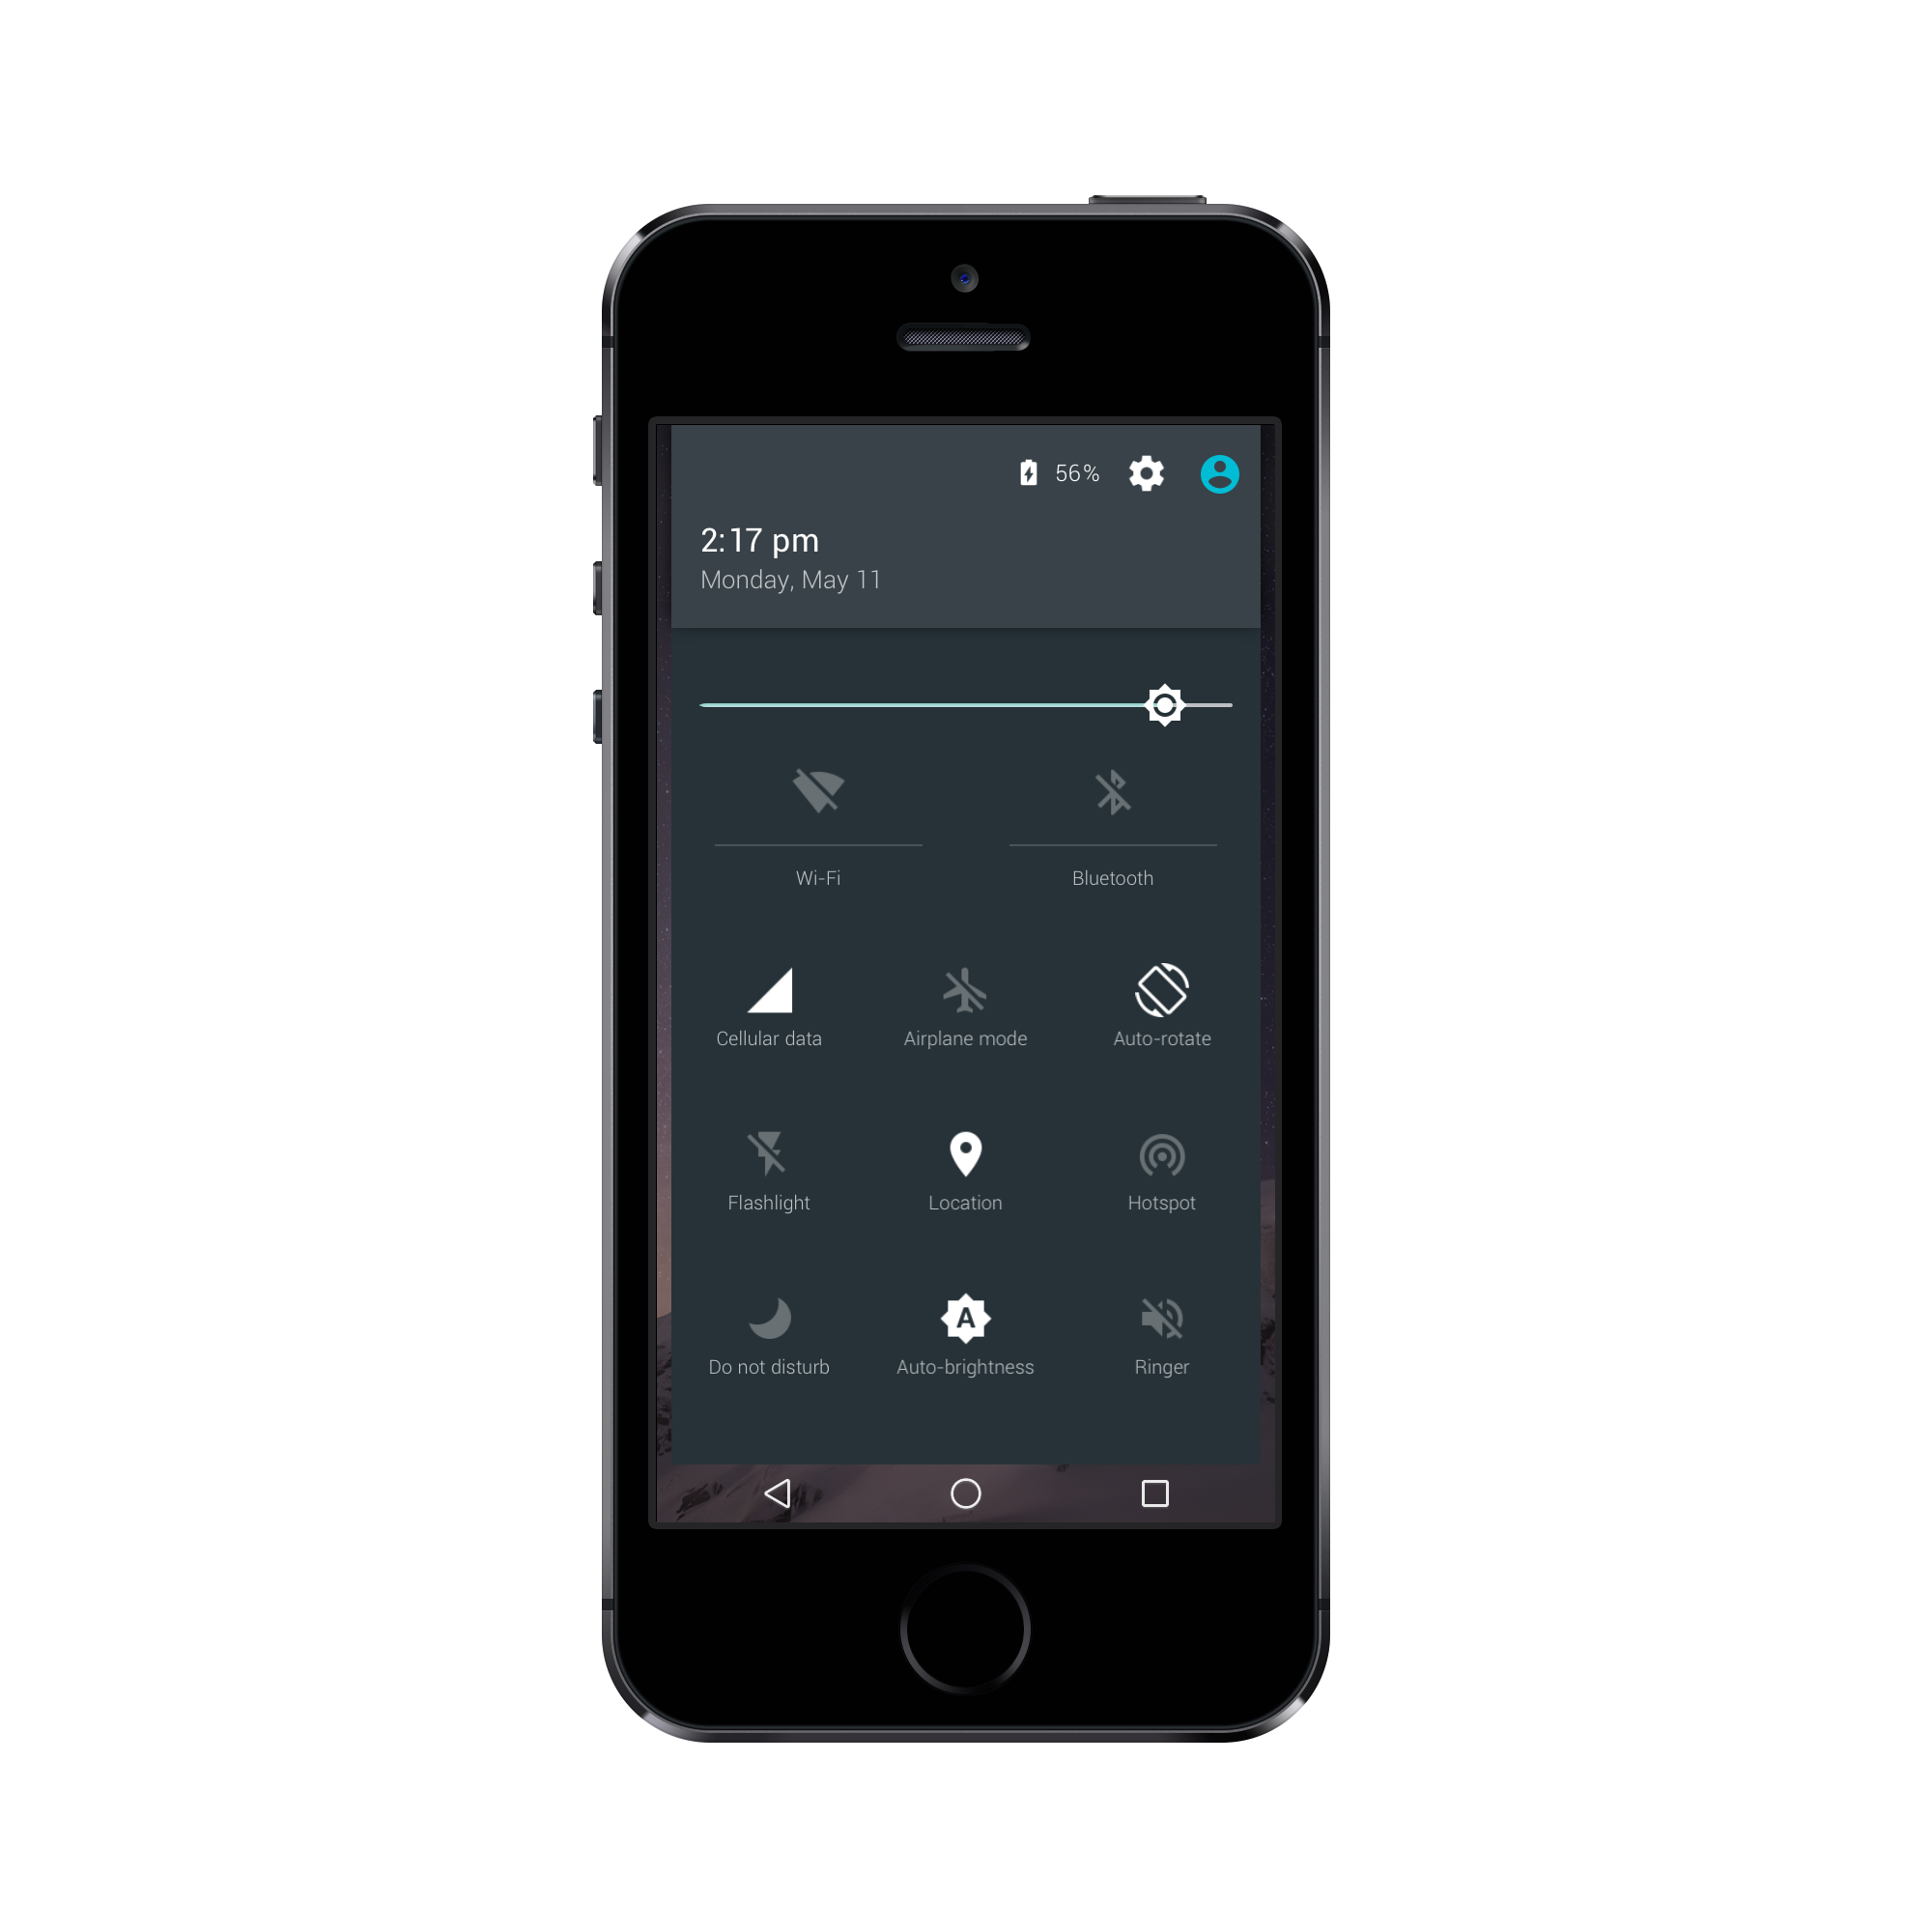 56%
2:17 pm
Monday, May 11
Wi-Fi
Bluetooth
Cellular data
Airplane mode
Auto-rotate
Flashlight
Location
Hotspot
A
Do not disturb
Auto-brightness
Ringer